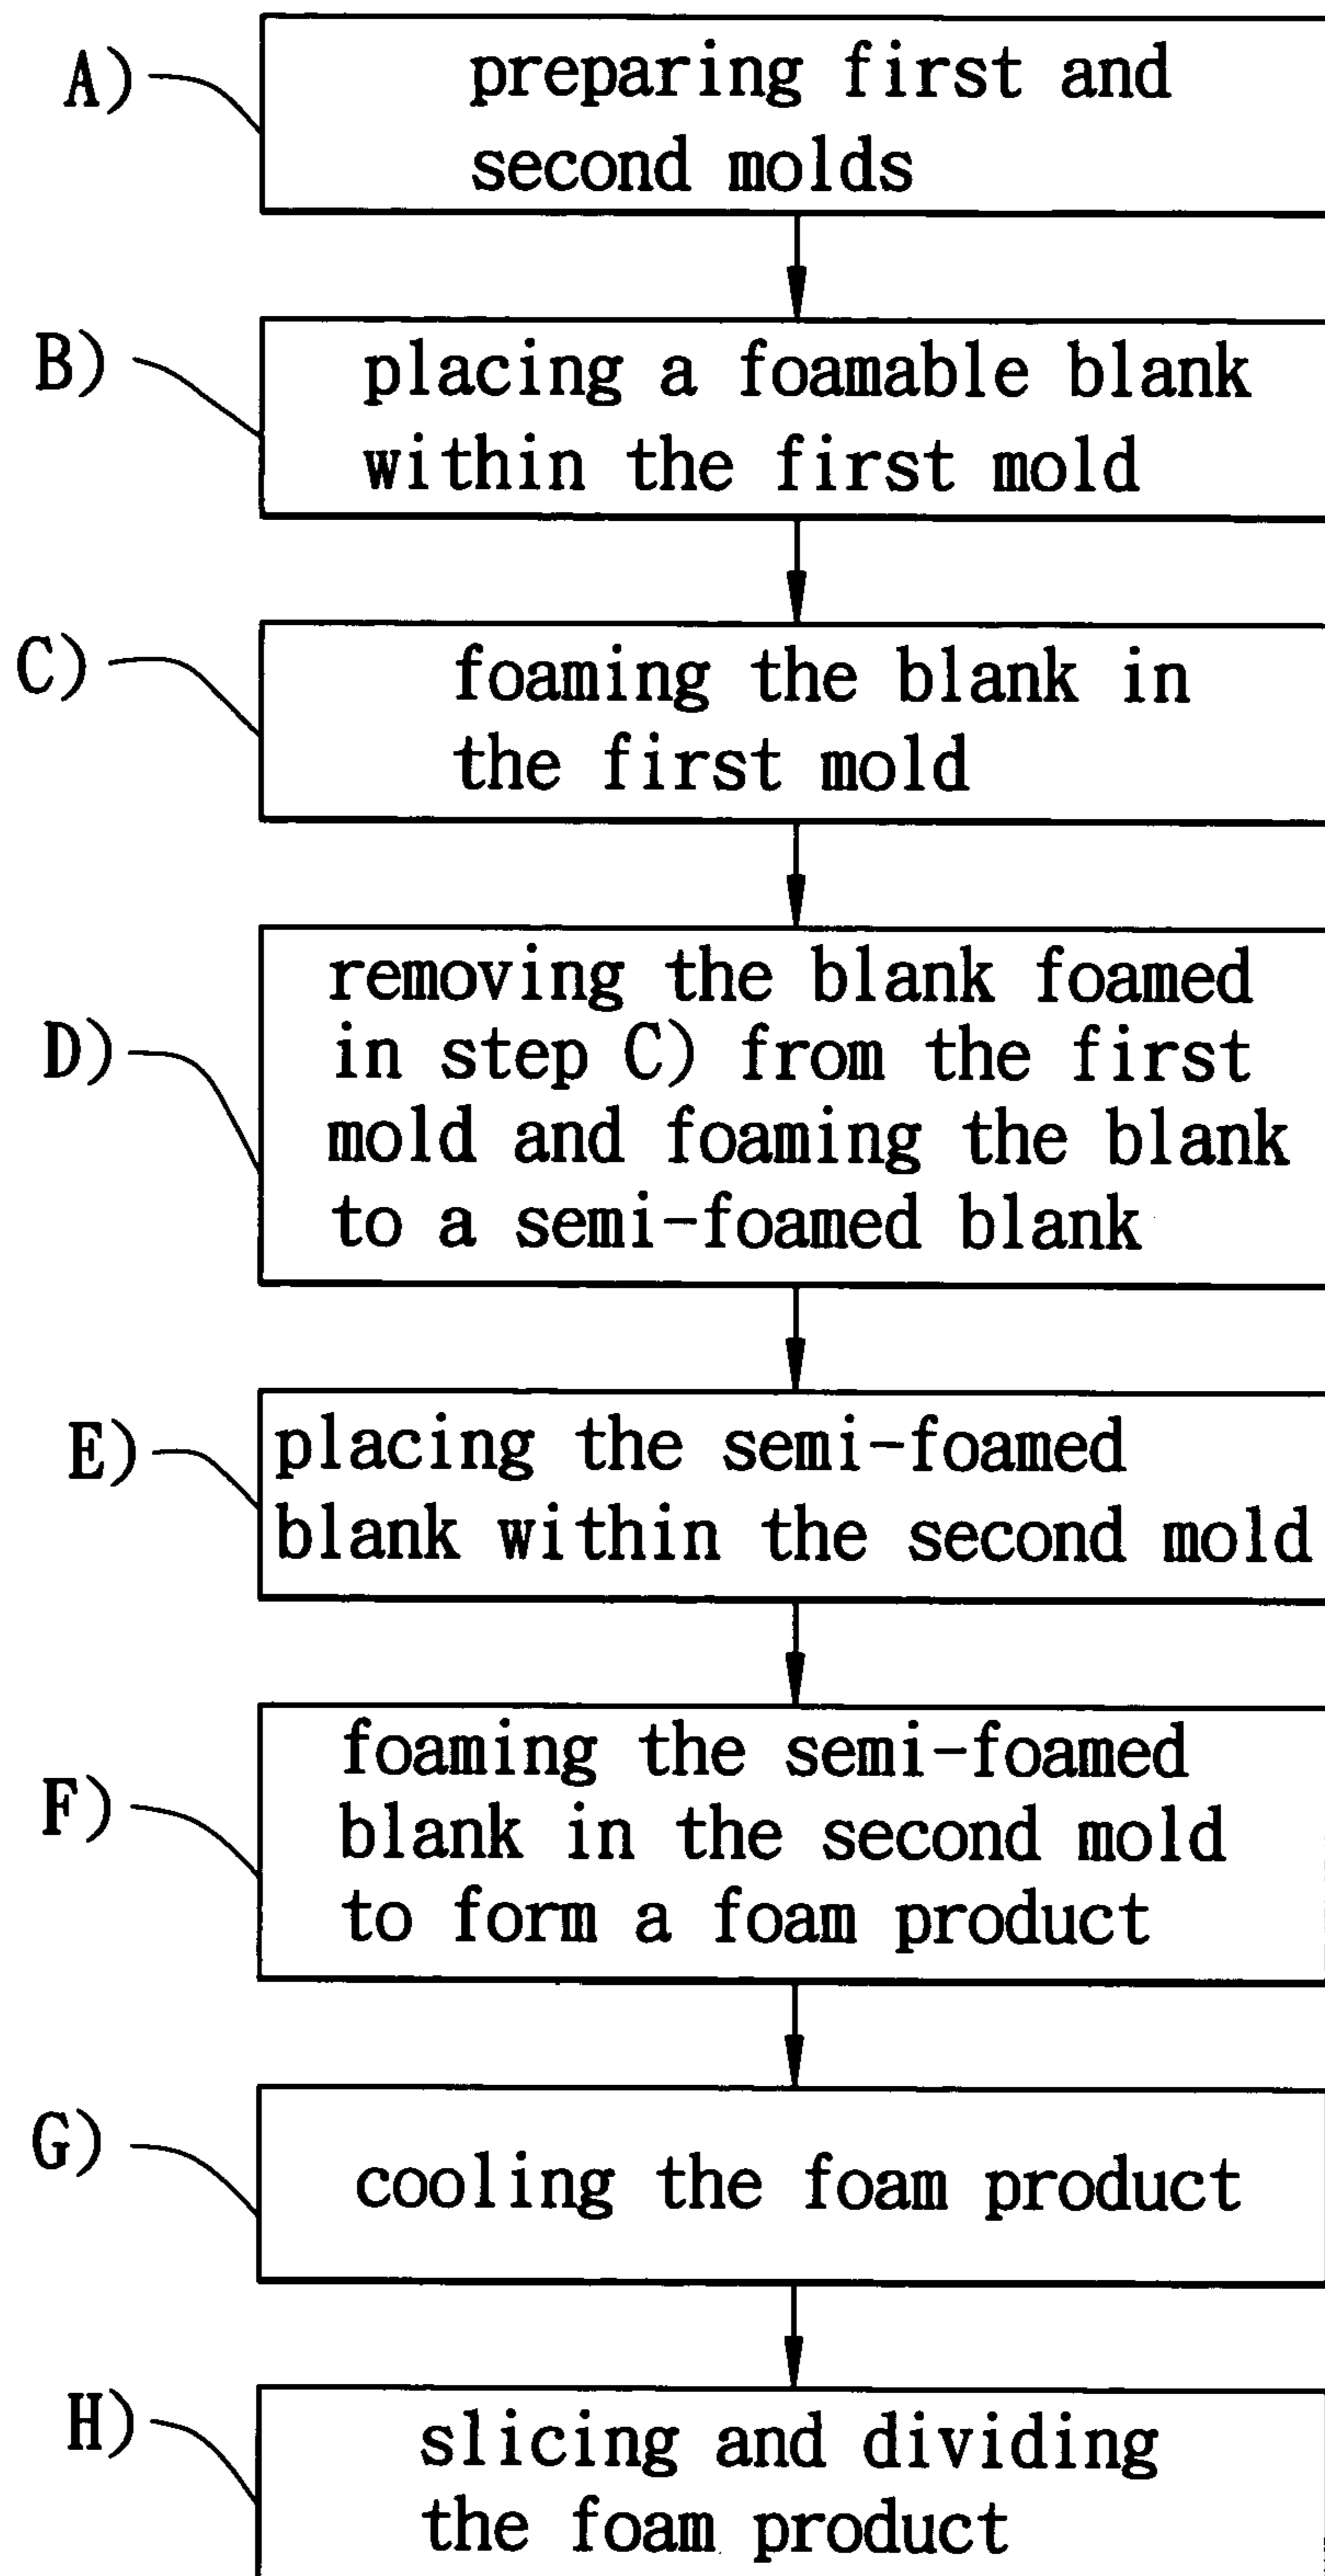 A)
preparing first and
second molds
B)
placing a foamable blank
within the first mold
C)
foaming the blank in
the first mold
D)
removing the blank foamed
in step C) from the first
mold and foaming the blank
to a semi-foamed blank
E)
placing the semi-foamed
blank within the second mold
F)
foaming the semi-foamed
blank in the second mold
to form a foam product
G)
cooling the foam product
H)
slicing and dividing
the foam product